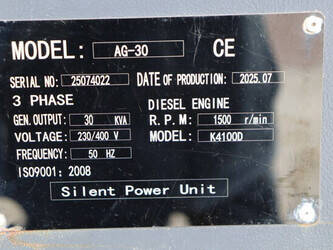 MODEL: AG-30 CE
SERIAL NO: 25074022 DATE OF PRODUCTION: 2025.07
3 PHASE DIESEL ENGINE
GEN. OUTPUT: 30 KVA R.P.M: 1500 r/min
VOLTAGE: 230/400 V MODEL: K4100D
FREQUENCY: 50 HZ
ISO9001: 2008
Silent Power Unit